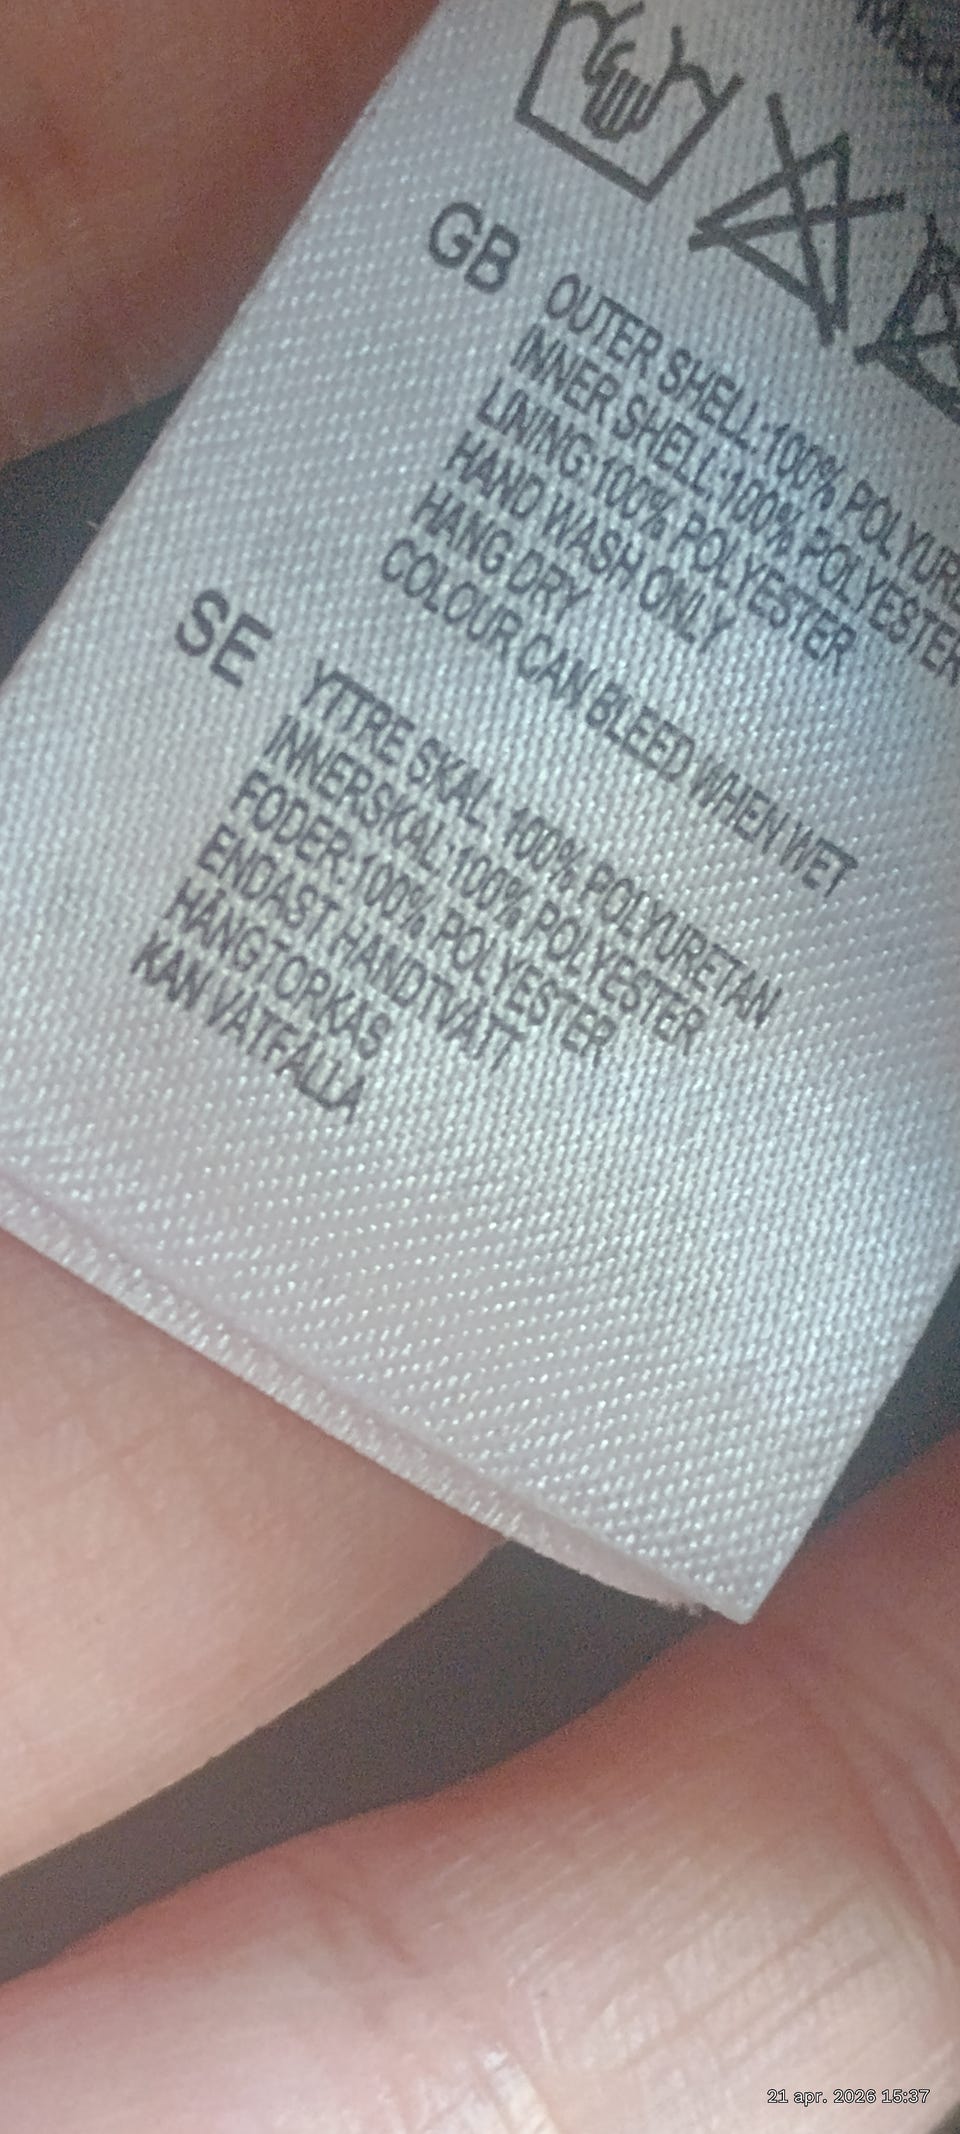 GB
OUTER SHELL:100%
INNER SHELL:100% POLYESTER
LINING:100% POLYESTER
HAND WASH ONLY
HANG DRY
COLOUR CAN BLEED WHEN WET
SE
YTTRE SKAL: 100% POLYURETAN
INNERSKAL:100% POLYESTER
FODER:100% POLYESTER
ENDAST HANDTVÄTT
HÄNGTORKAS
KAN VÅTFÄLLA
21 apr. 2026 15:37